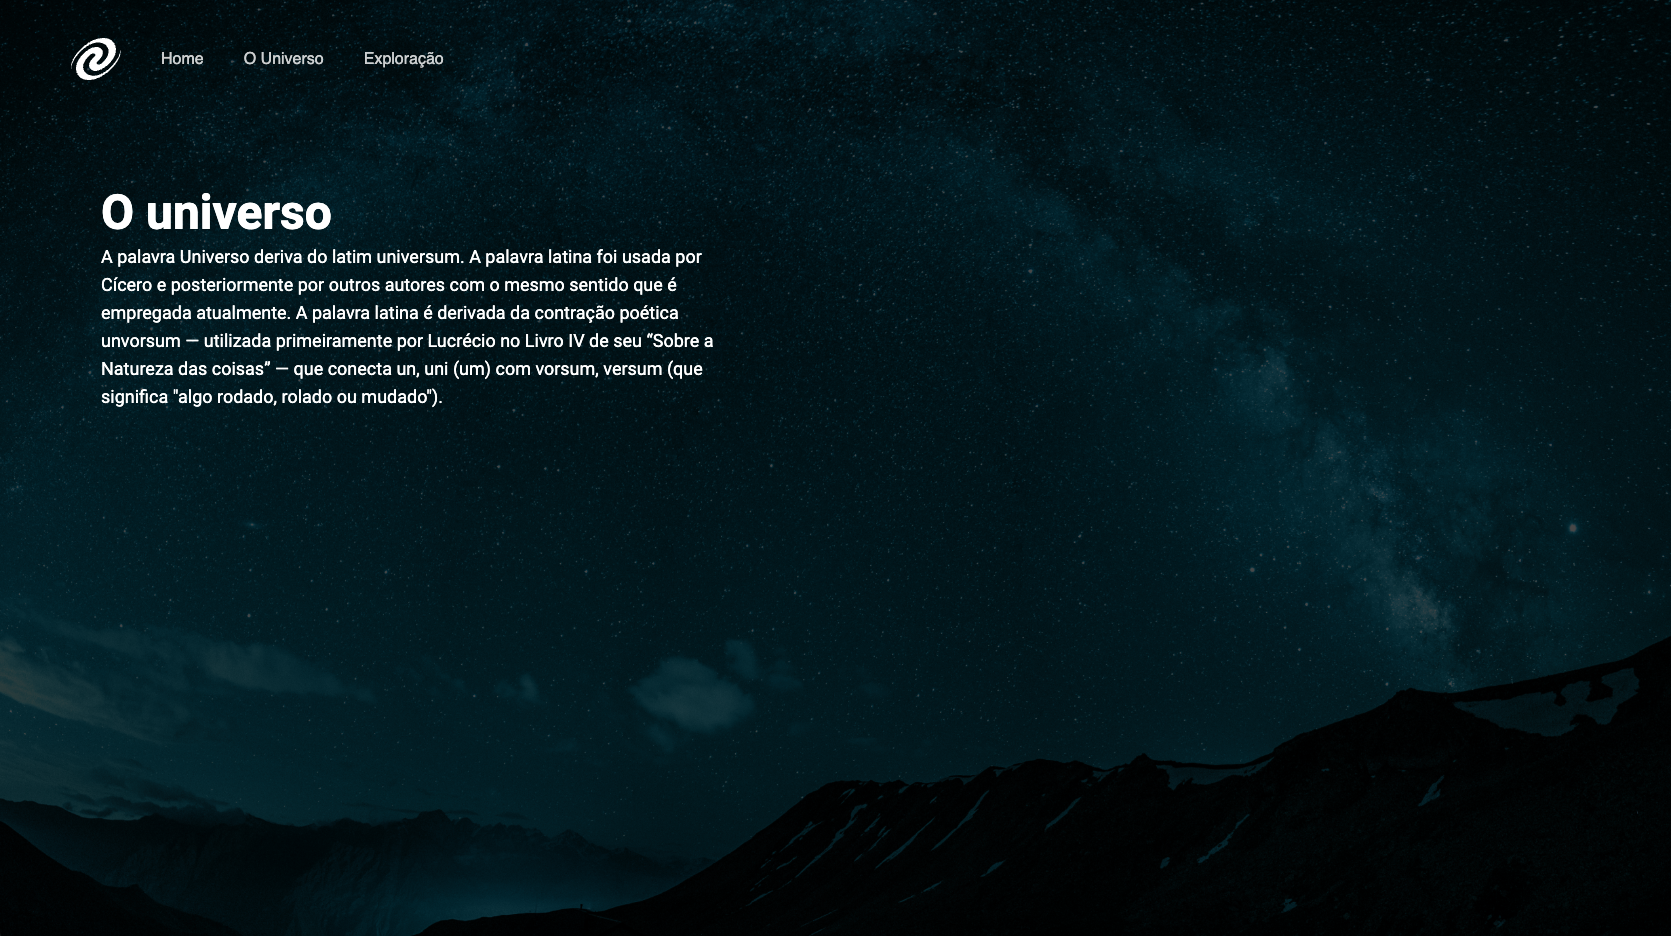 Home
O Universo
Exploração
O universo
A palavra Universo deriva do latim universum. A palavra latina foi usada por
Cícero e posteriormente por outros autores com o mesmo sentido que é
empregada atualmente. A palavra latina é derivada da contração poética
unvorsum — utilizada primeiramente por Lucrécio no Livro IV de seu “Sobre a
Natureza das coisas” — que conecta un, uni (um) com vorsum, versum (que
significa "algo rodado, rolado ou mudado").